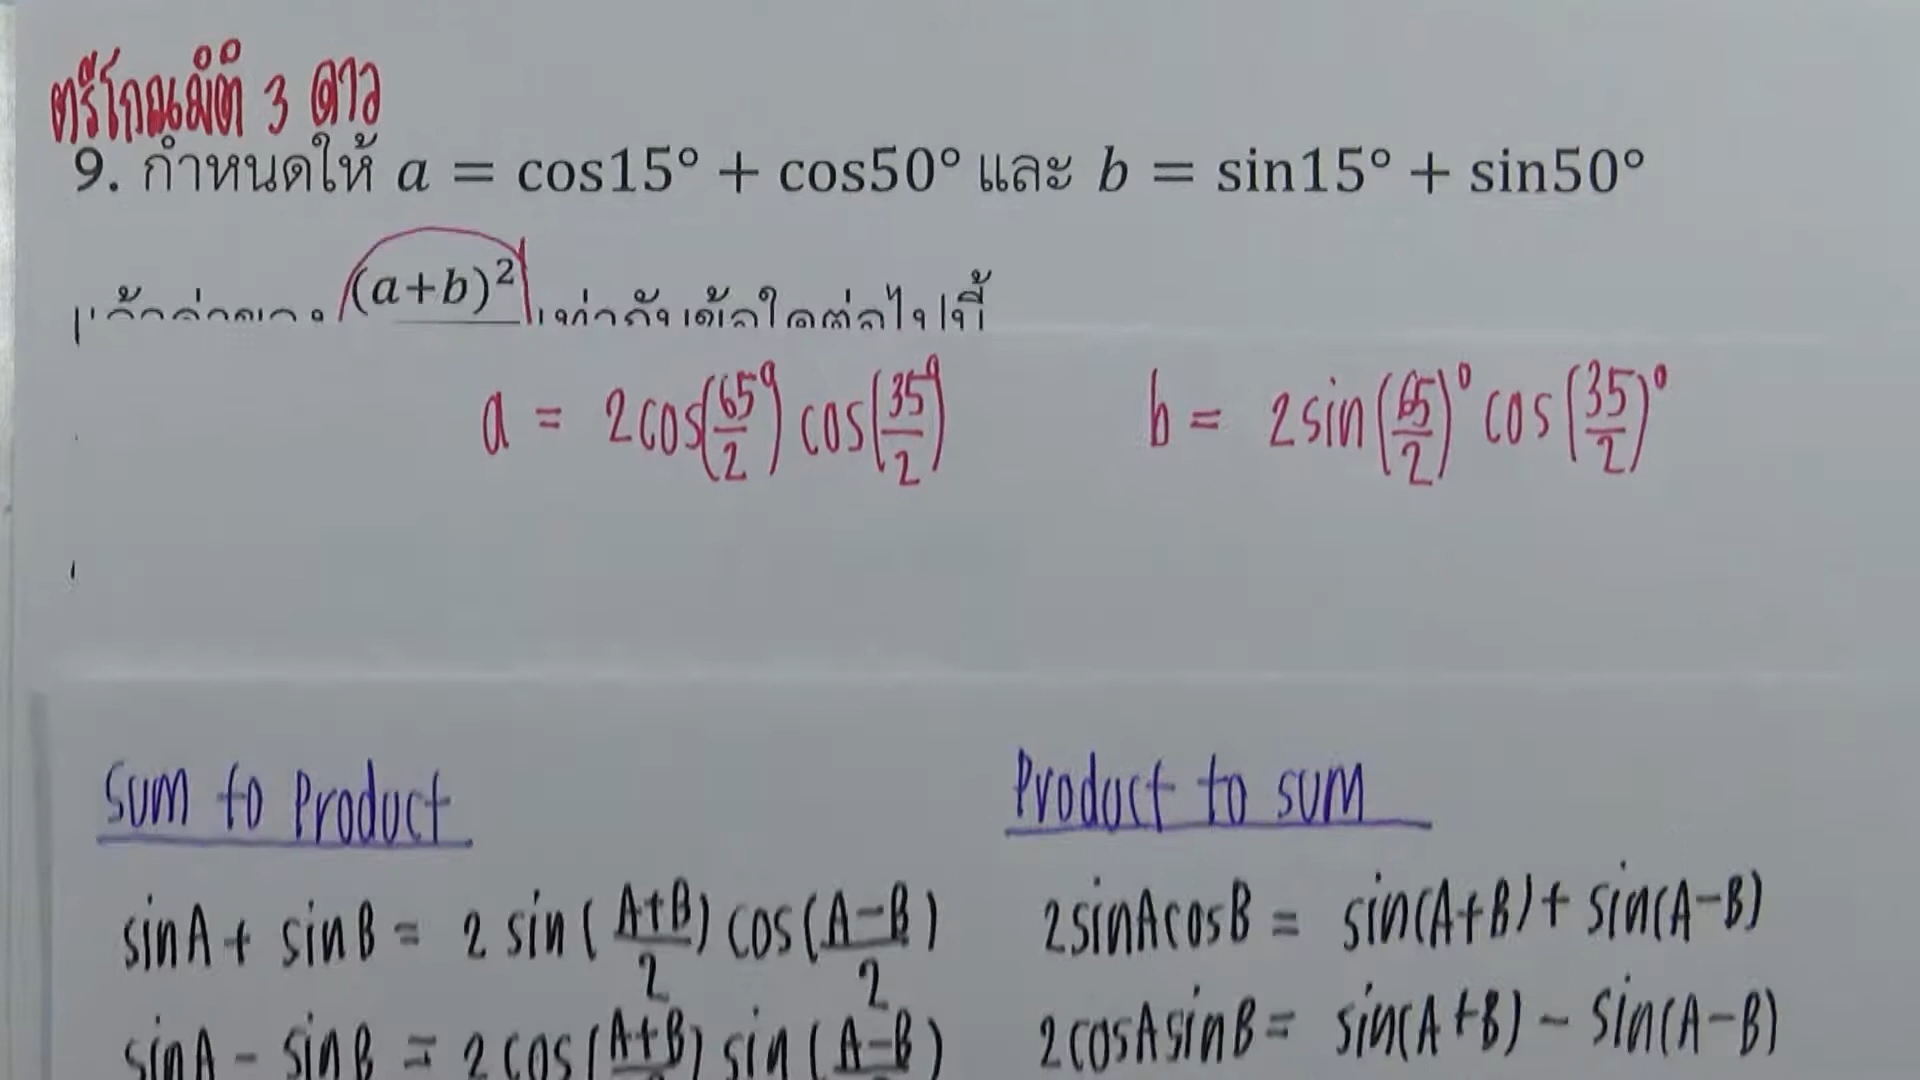 ตรีโกณมิติ 3 ดาว
9. กำหนดให้ a = cos15° + cos50° และ b = sin15° + sin50°
(a+b)²
a = 2cos(65/2)° cos(35/2)° b = 2sin(65/2)° cos(35/2)°
Sum to Product
sinA + sinB = 2 sin(A+B/2) cos(A−B/2)
sinA − sinB = 2 cos(A+B) sin(A−B)
Product to sum
2sinAcosB = sin(A+B) + sin(A−B)
2cosAsinB = sin(A+B) − sin(A−B)